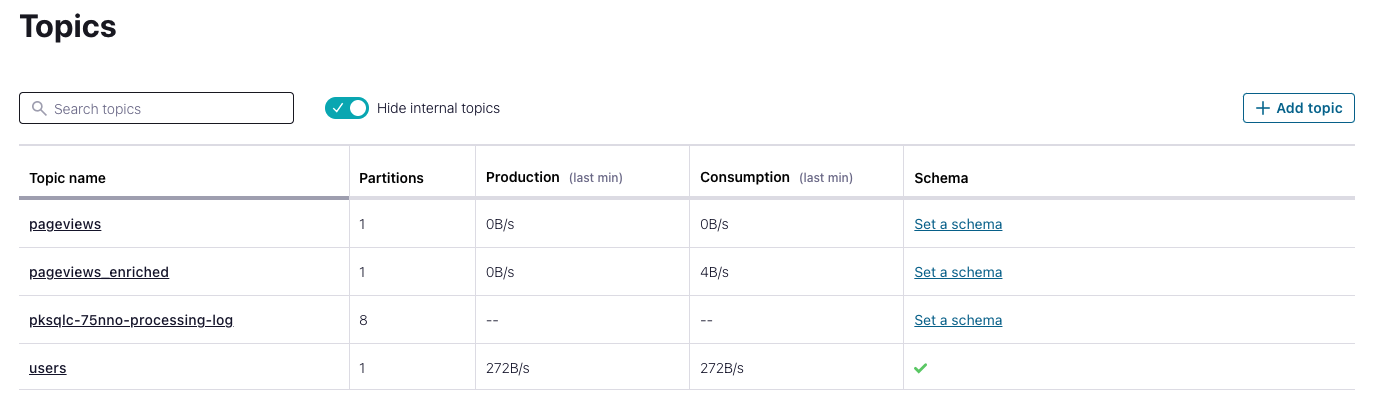 Topics
Search topics
Hide internal topics
Add topic
Topic name Partitions Production (last min) Consumption (last min) Schema
pageviews 1 0B/s 0B/s Set a schema
pageviews_enriched 1 0B/s 4B/s Set a schema
pksqlc-75nno-processing-log 8 -- -- Set a schema
users 1 272B/s 272B/s